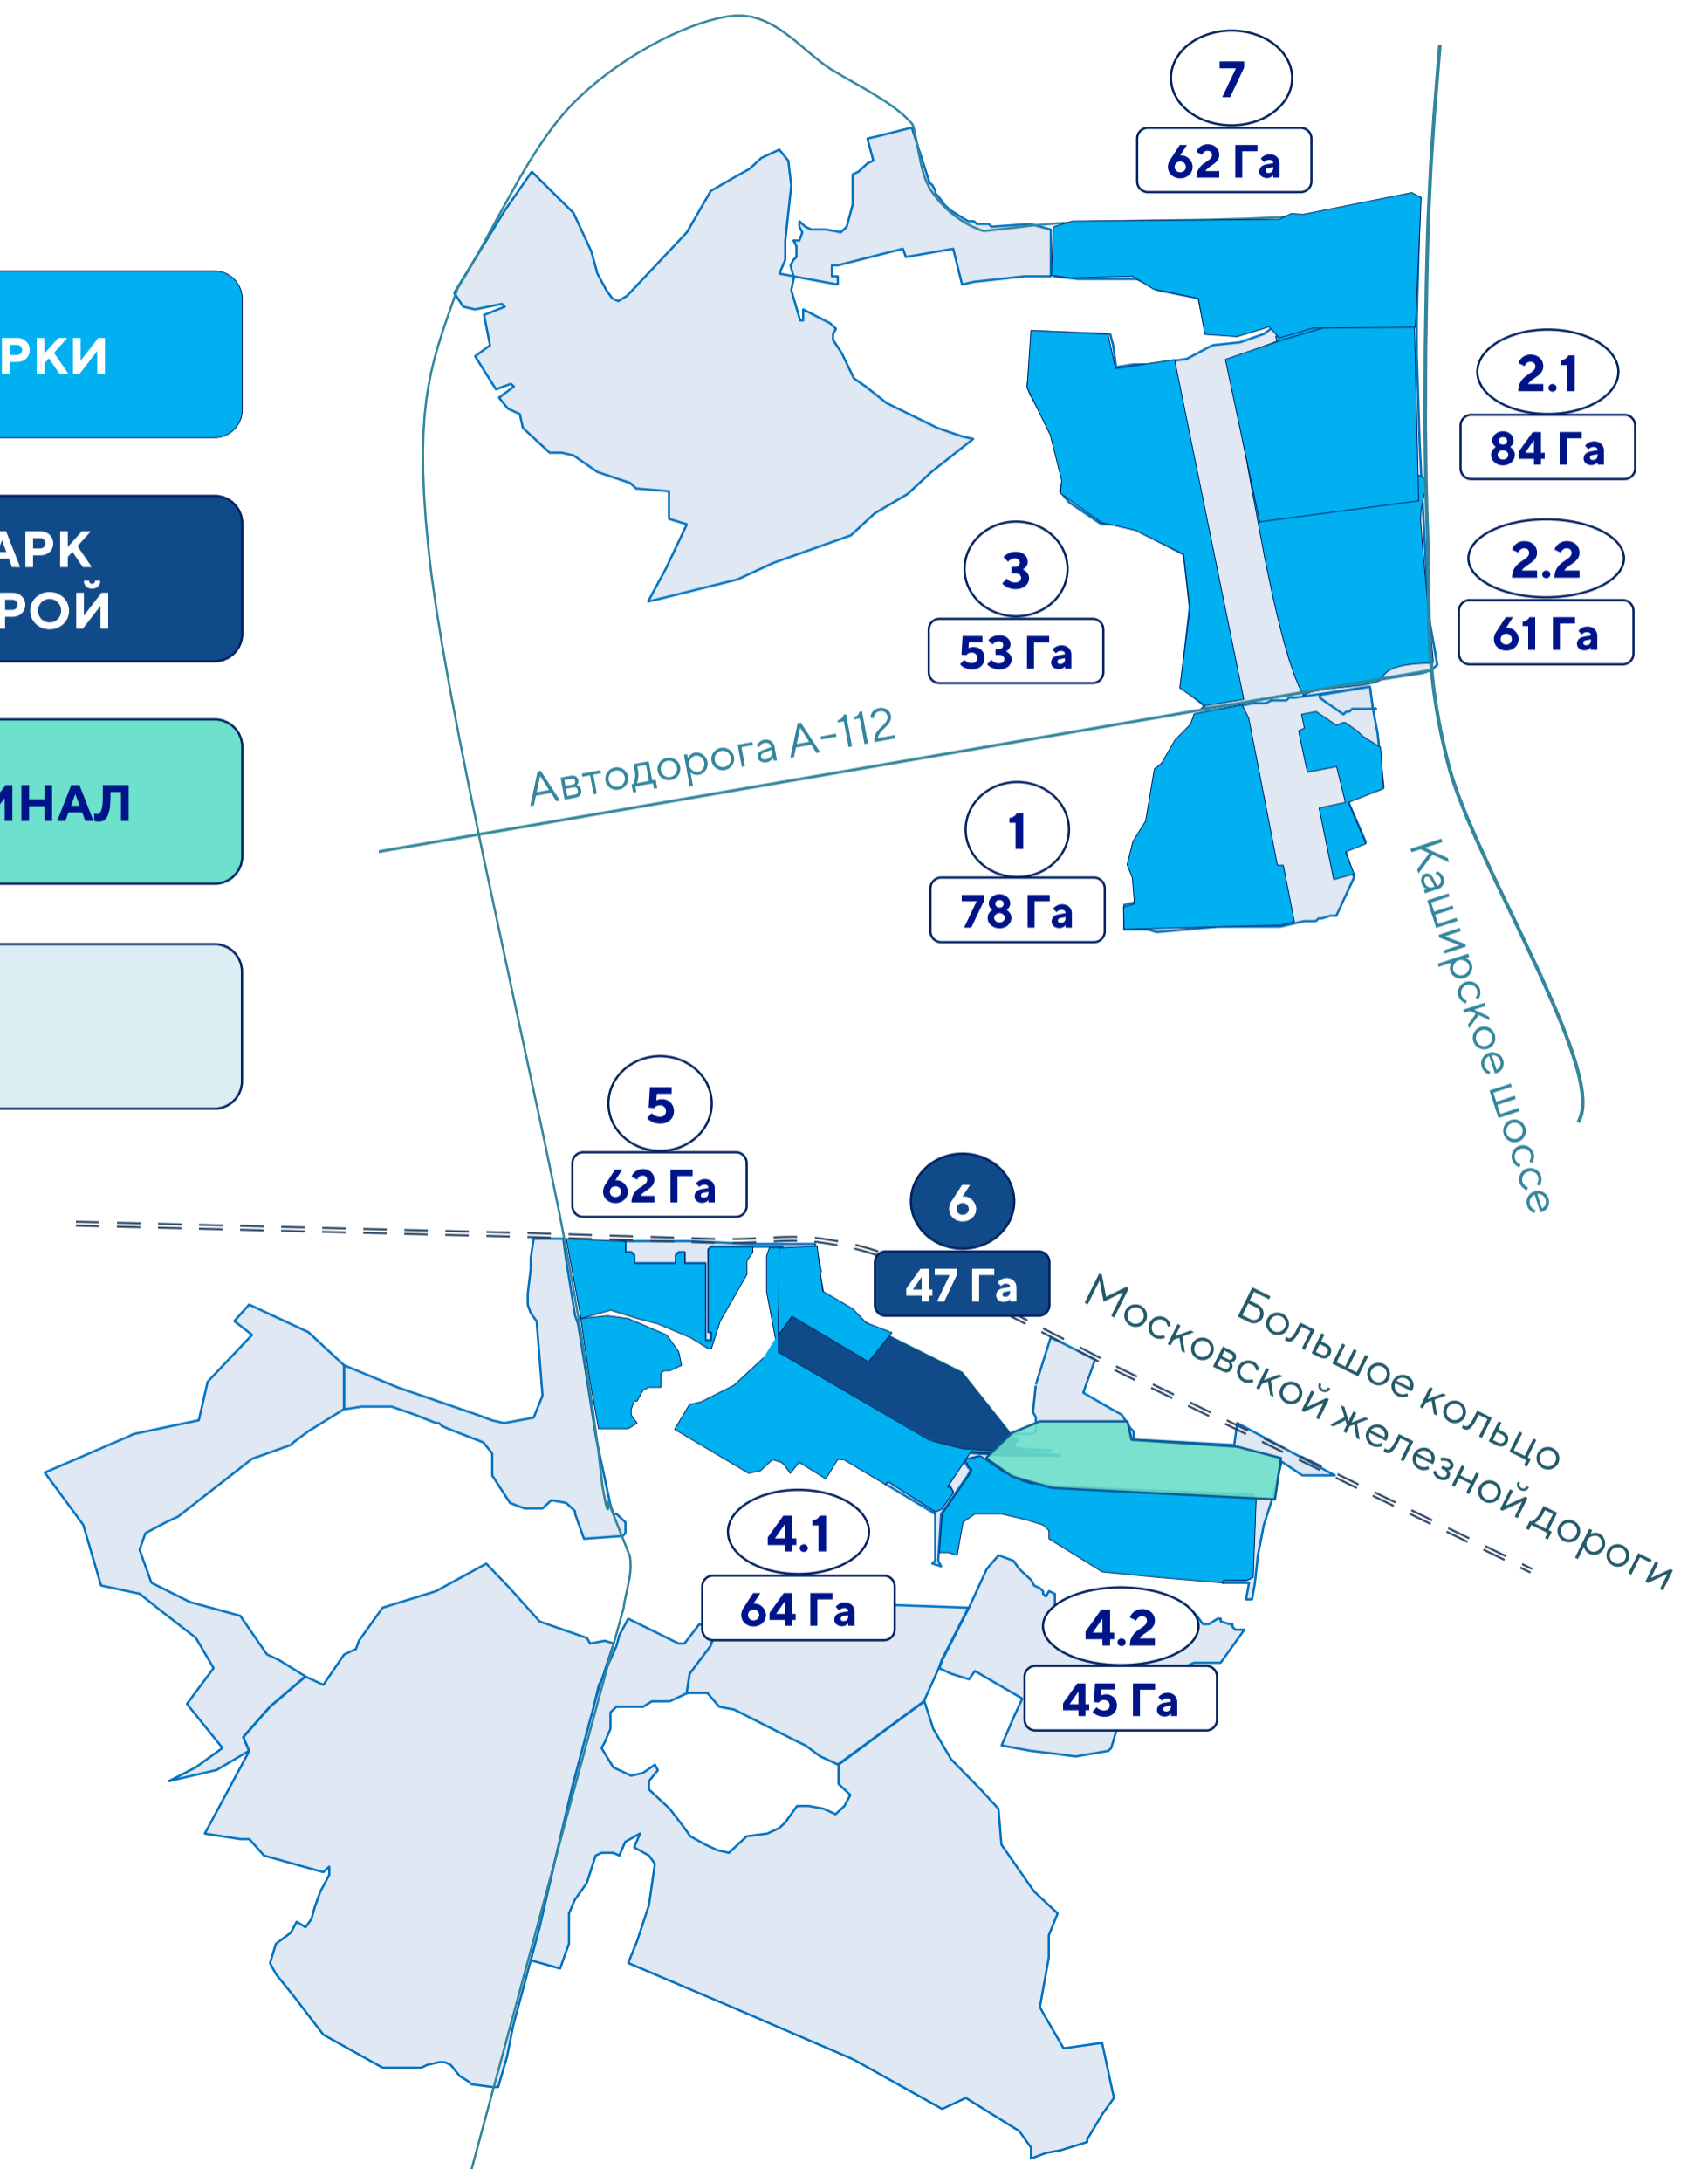 7
62 Га
РКИ
2.1
84 Га
АРК
РОЙ
3
53 Га
2.2
61 Га
Автодорога А-112
ИНАЛ
1
78 Га
Каширское шоссе
5
62 Га
6
47 Га
Большое кольцо
Московской железной дороги
4.1
64 Га
4.2
45 Га